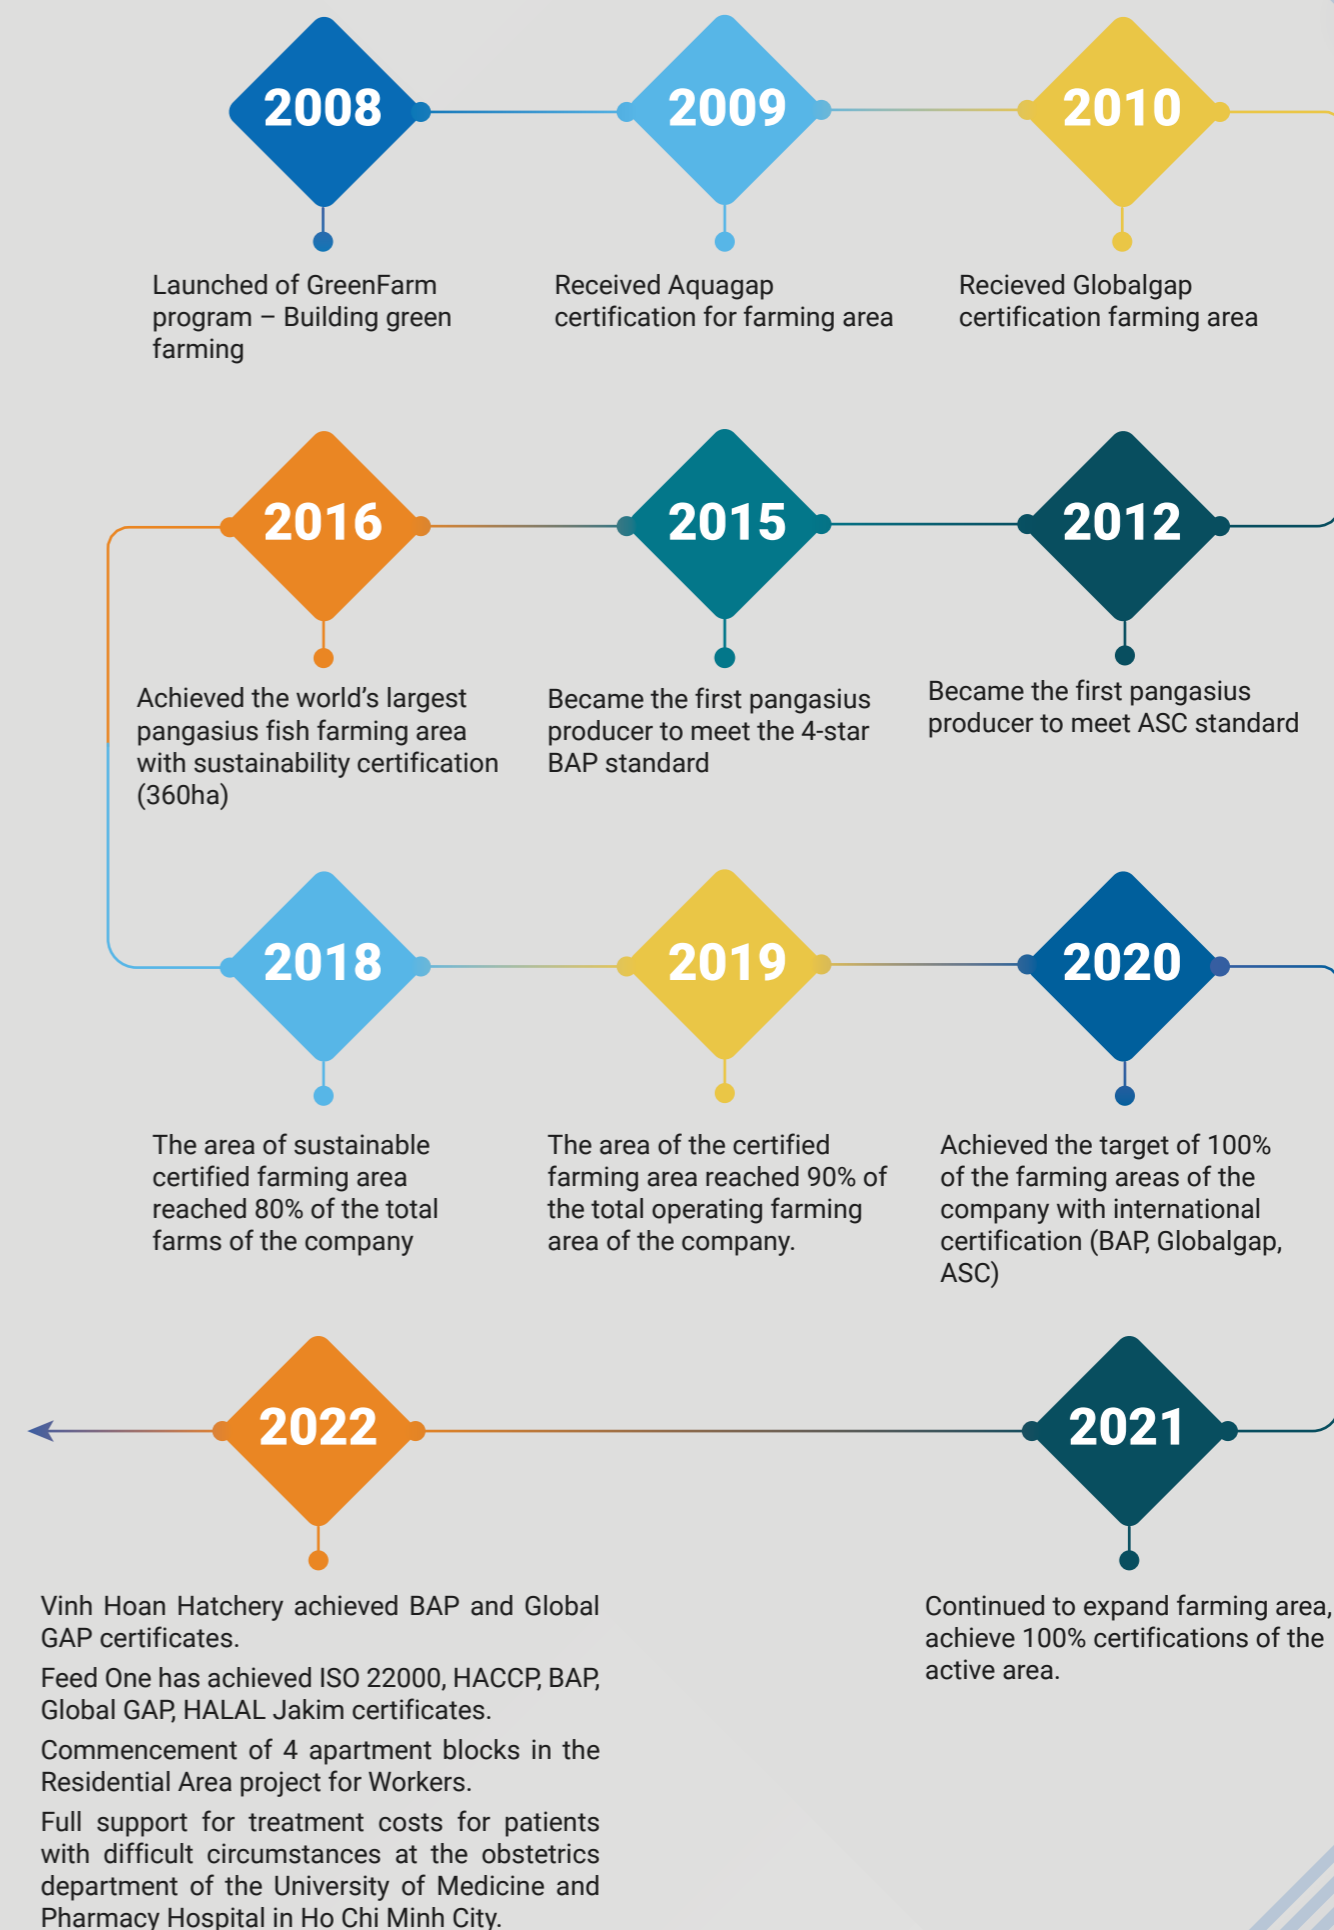 2008
Launched of GreenFarm
program – Building green
farming
2009
Received Aquagap
certification for farming area
2010
Recieved Globalgap
certification farming area
2012
Became the first pangasius
producer to meet ASC standard
2015
Became the first pangasius
producer to meet the 4-star
BAP standard
2016
Achieved the world’s largest
pangasius fish farming area
with sustainability certification
(360ha)
2018
The area of sustainable
certified farming area
reached 80% of the total
farms of the company
2019
The area of the certified
farming area reached 90% of
the total operating farming
area of the company.
2020
Achieved the target of 100%
of the farming areas of the
company with international
certification (BAP, Globalgap,
ASC)
2021
Continued to expand farming area,
achieve 100% certifications of the
active area.
2022
Vinh Hoan Hatchery achieved BAP and Global
GAP certificates.
Feed One has achieved ISO 22000, HACCP, BAP,
Global GAP, HALAL Jakim certificates.
Commencement of 4 apartment blocks in the
Residential Area project for Workers.
Full support for treatment costs for patients
with difficult circumstances at the obstetrics
department of the University of Medicine and
Pharmacy Hospital in Ho Chi Minh City.